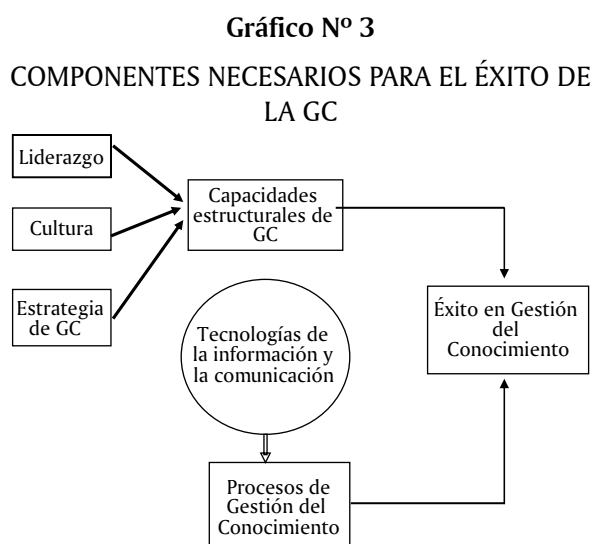 Gráfico Nº 3
COMPONENTES NECESARIOS PARA EL ÉXITO DE
LA GC
Liderazgo
Cultura
Estrategia
de GC
Capacidades
estructurales de
GC
Tecnologías de
la información y
la comunicación
Procesos de
Gestión del
Conocimiento
Éxito en Gestión
del
Conocimiento